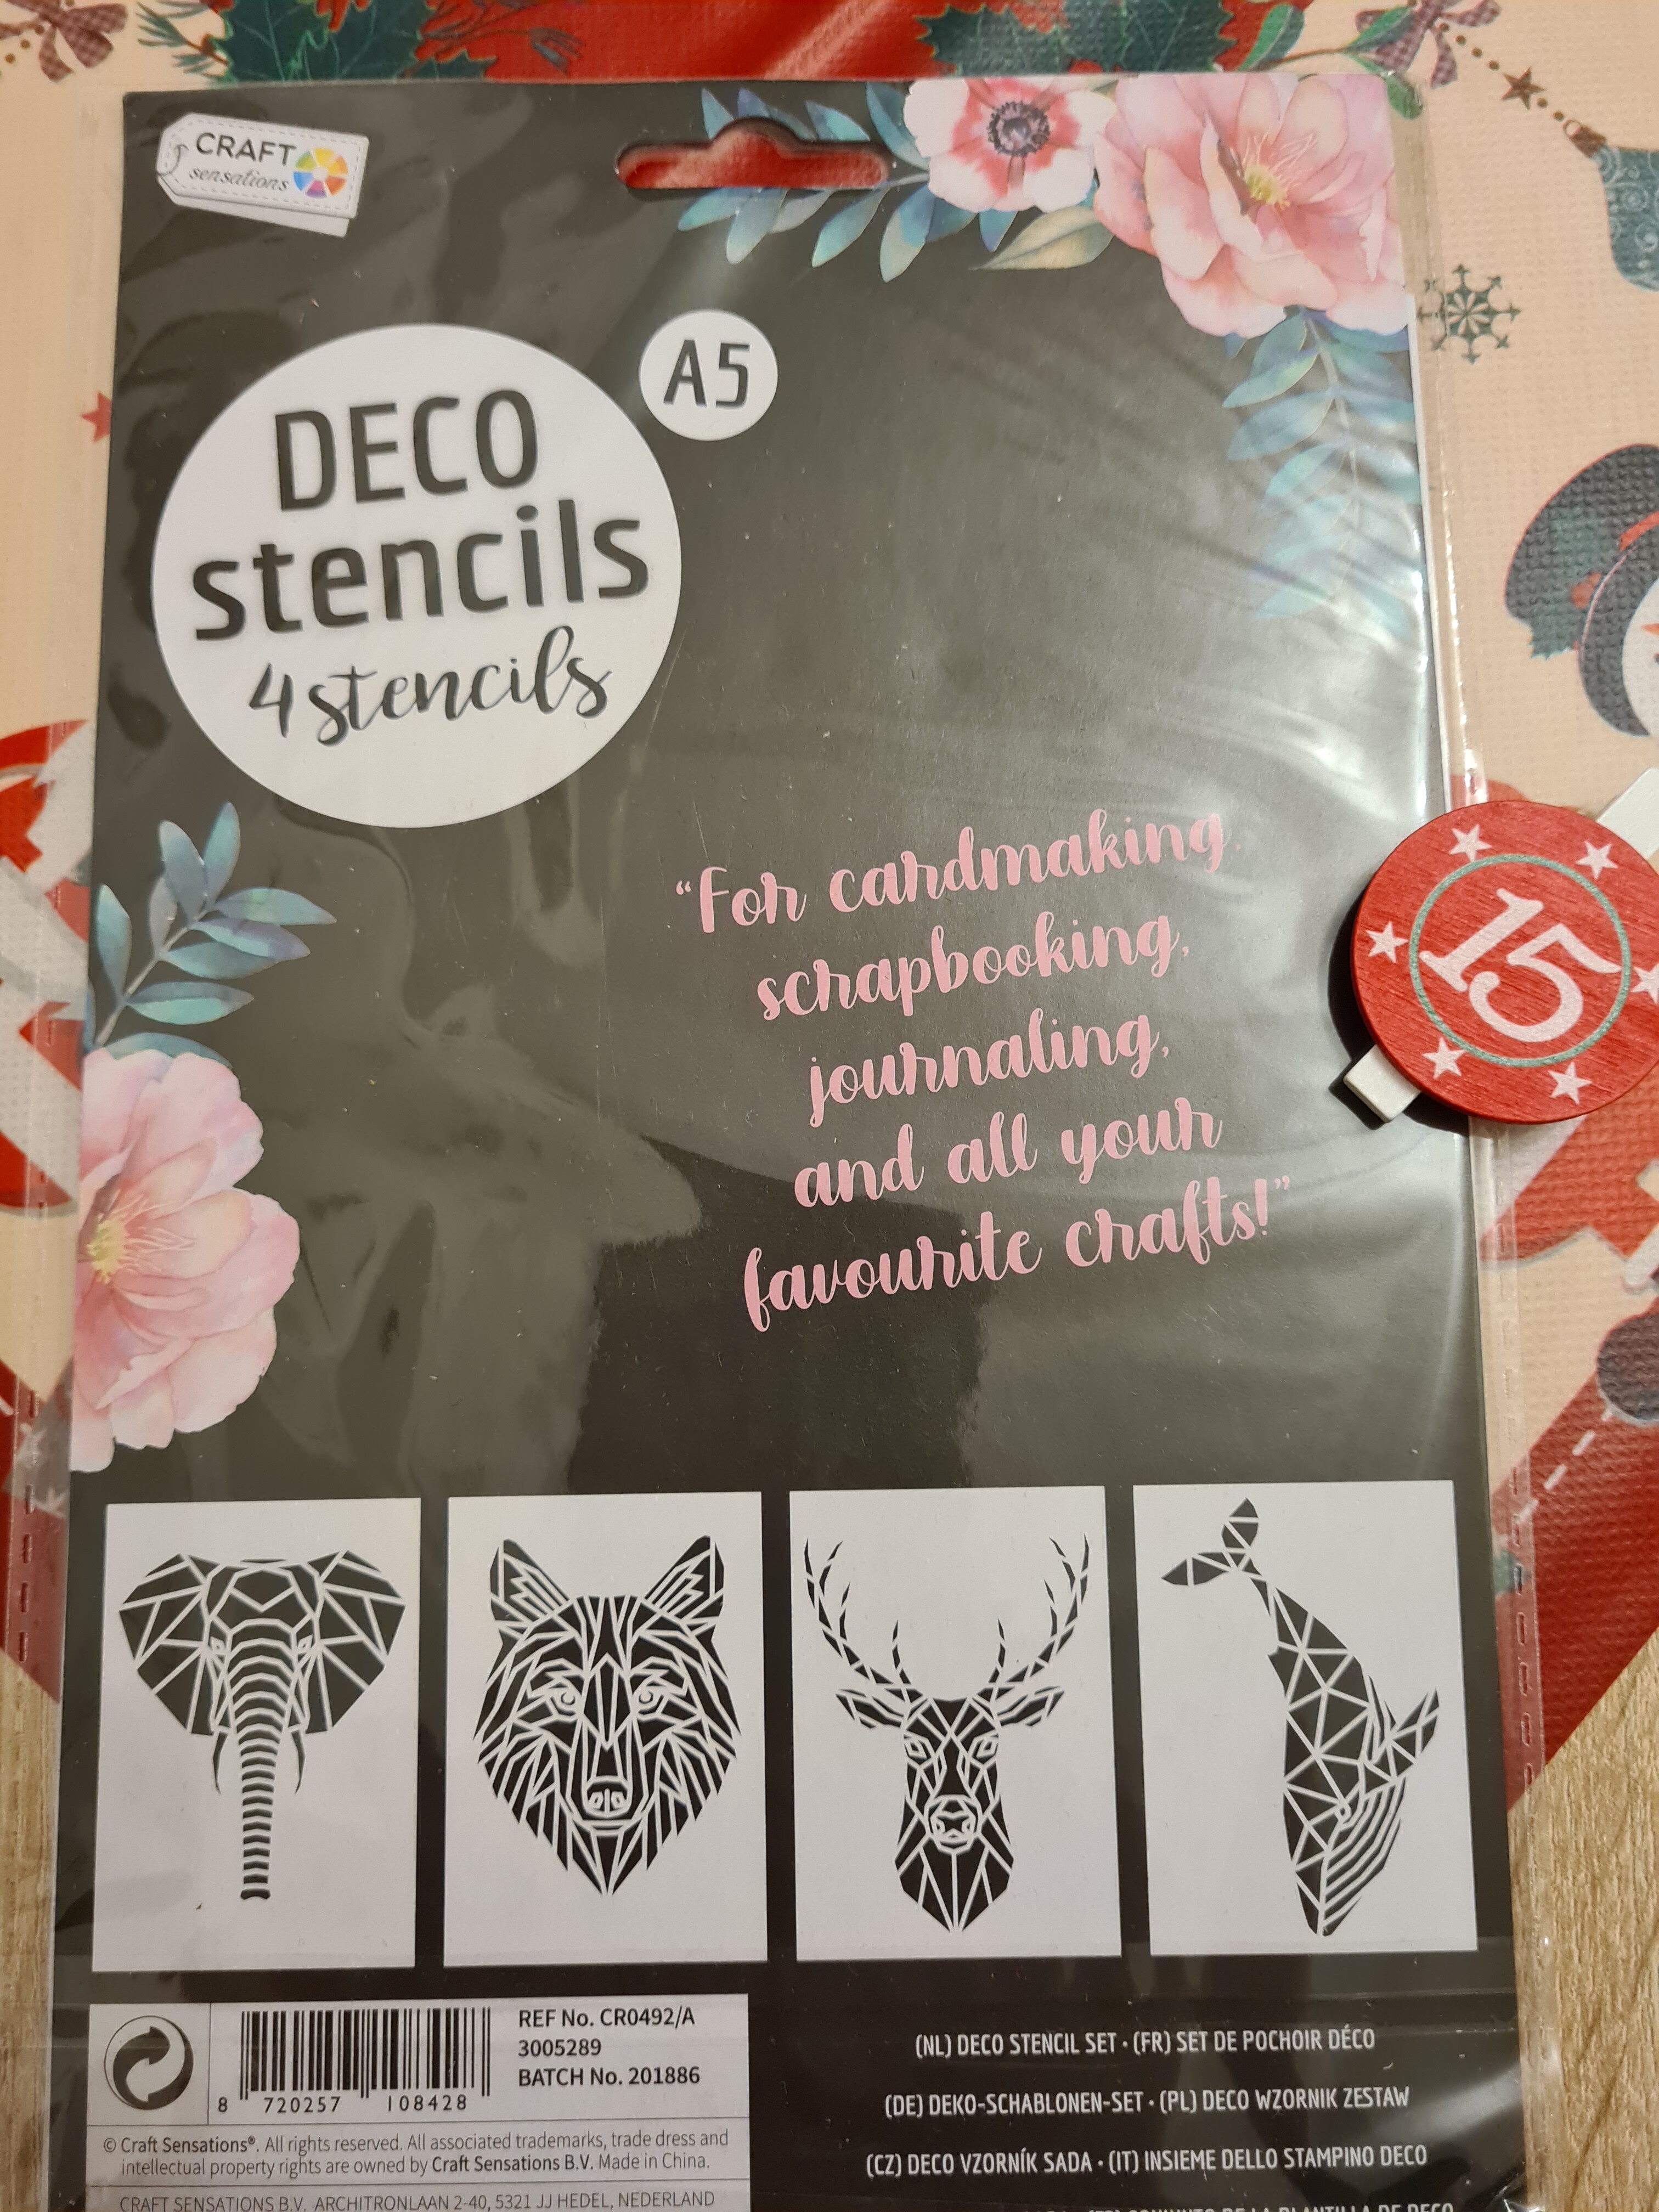 CRAFT
sensations
A5
DECO
stencils
4 stencils
“For cardmaking,
scrapbooking,
journaling,
and all your
favourite crafts!”
15
REF No. CR0492/A
3005289
BATCH No. 201886
8 720257 108428
© Craft Sensations®. All rights reserved. All associated trademarks, trade dress and
intellectual property rights are owned by Craft Sensations B.V. Made in China.
CRAFT SENSATIONS B.V. ARCHITRONLAAN 2-40, 5321 JJ HEDEL, NEDERLAND
(NL) DECO STENCIL SET • (FR) SET DE POCHOIR DÉCO
(DE) DEKO-SCHABLONEN-SET • (PL) DECO WZORNIK ZESTAW
(CZ) DECO VZORNÍK SADA • (IT) INSIEME DELLO STAMPINO DECO